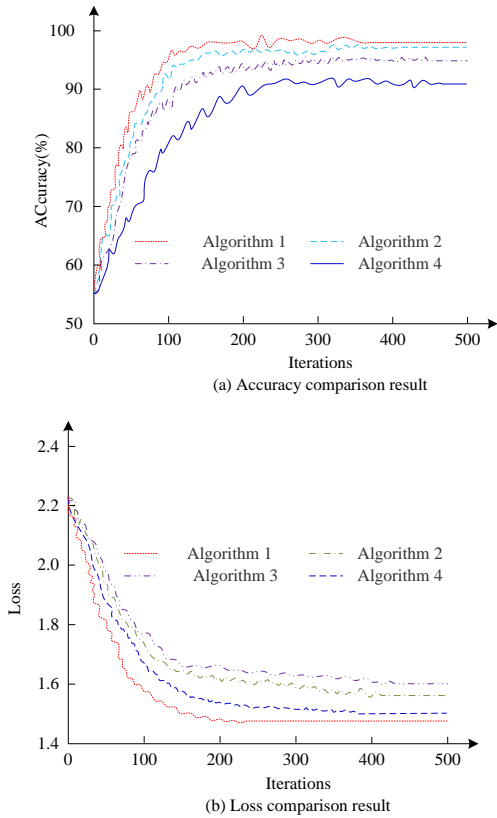 100
90
80
70
60
50
ACcuracy(%)
Algorithm 1
Algorithm 2
Algorithm 3
Algorithm 4
0 100 200 300 400 500
Iterations
(a) Accuracy comparison result
2.4
2.2
2.0
1.8
1.6
1.4
Loss
Algorithm 1
Algorithm 2
Algorithm 3
Algorithm 4
0 100 200 300 400 500
Iterations
(b) Loss comparison result